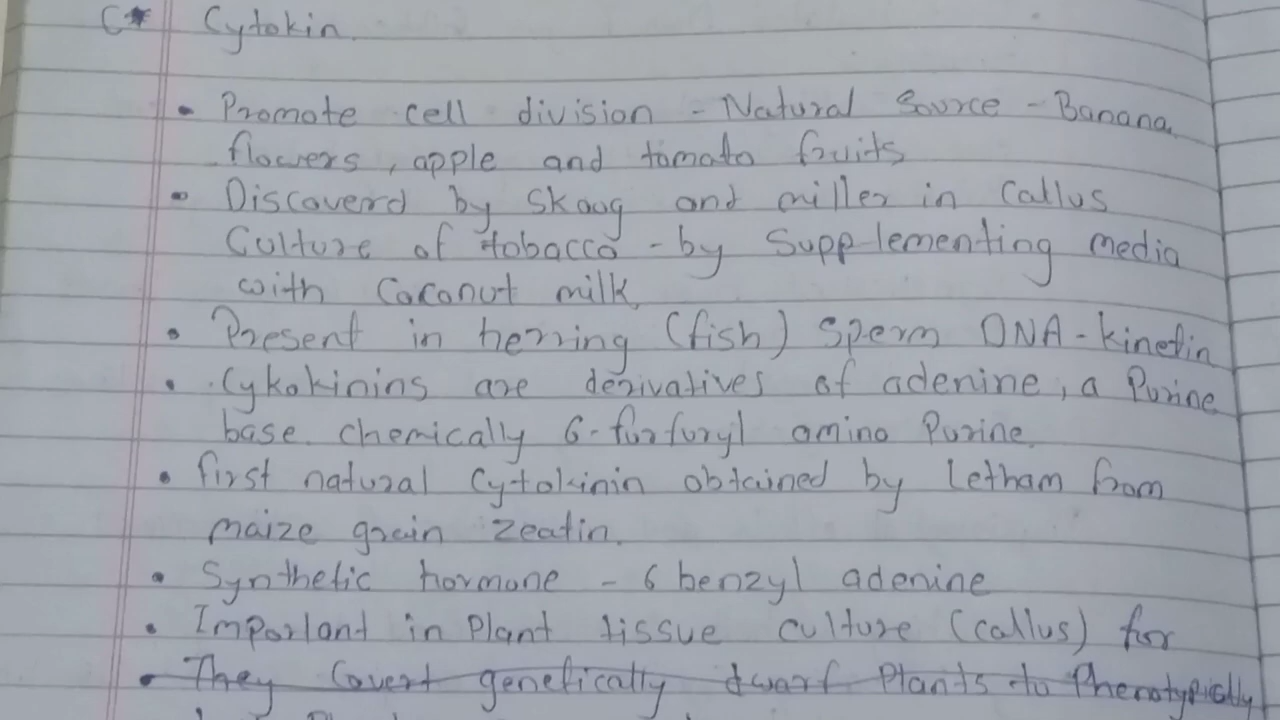 C* Cytokin.
• Promote cell division - Natural Source - Banana
flowers, apple and tomato fruits
• Discoverd by Skoog and miller in Callus
Culture of tobacco - by Supplementing media
with Coconut milk
• Present in herring (fish) Sperm DNA - kinetin
• Cykokinins are derivatives of adenine, a Purine
base. chemically 6-furfuryl amino Purine
• first natural Cytokinin obtained by Letham from
maize grain zeatin.
• Synthetic hormone - 6 benzyl adenine
• Important in Plant tissue culture (callus) for
• They Covert genetically dwarf Plants to Phenotypically